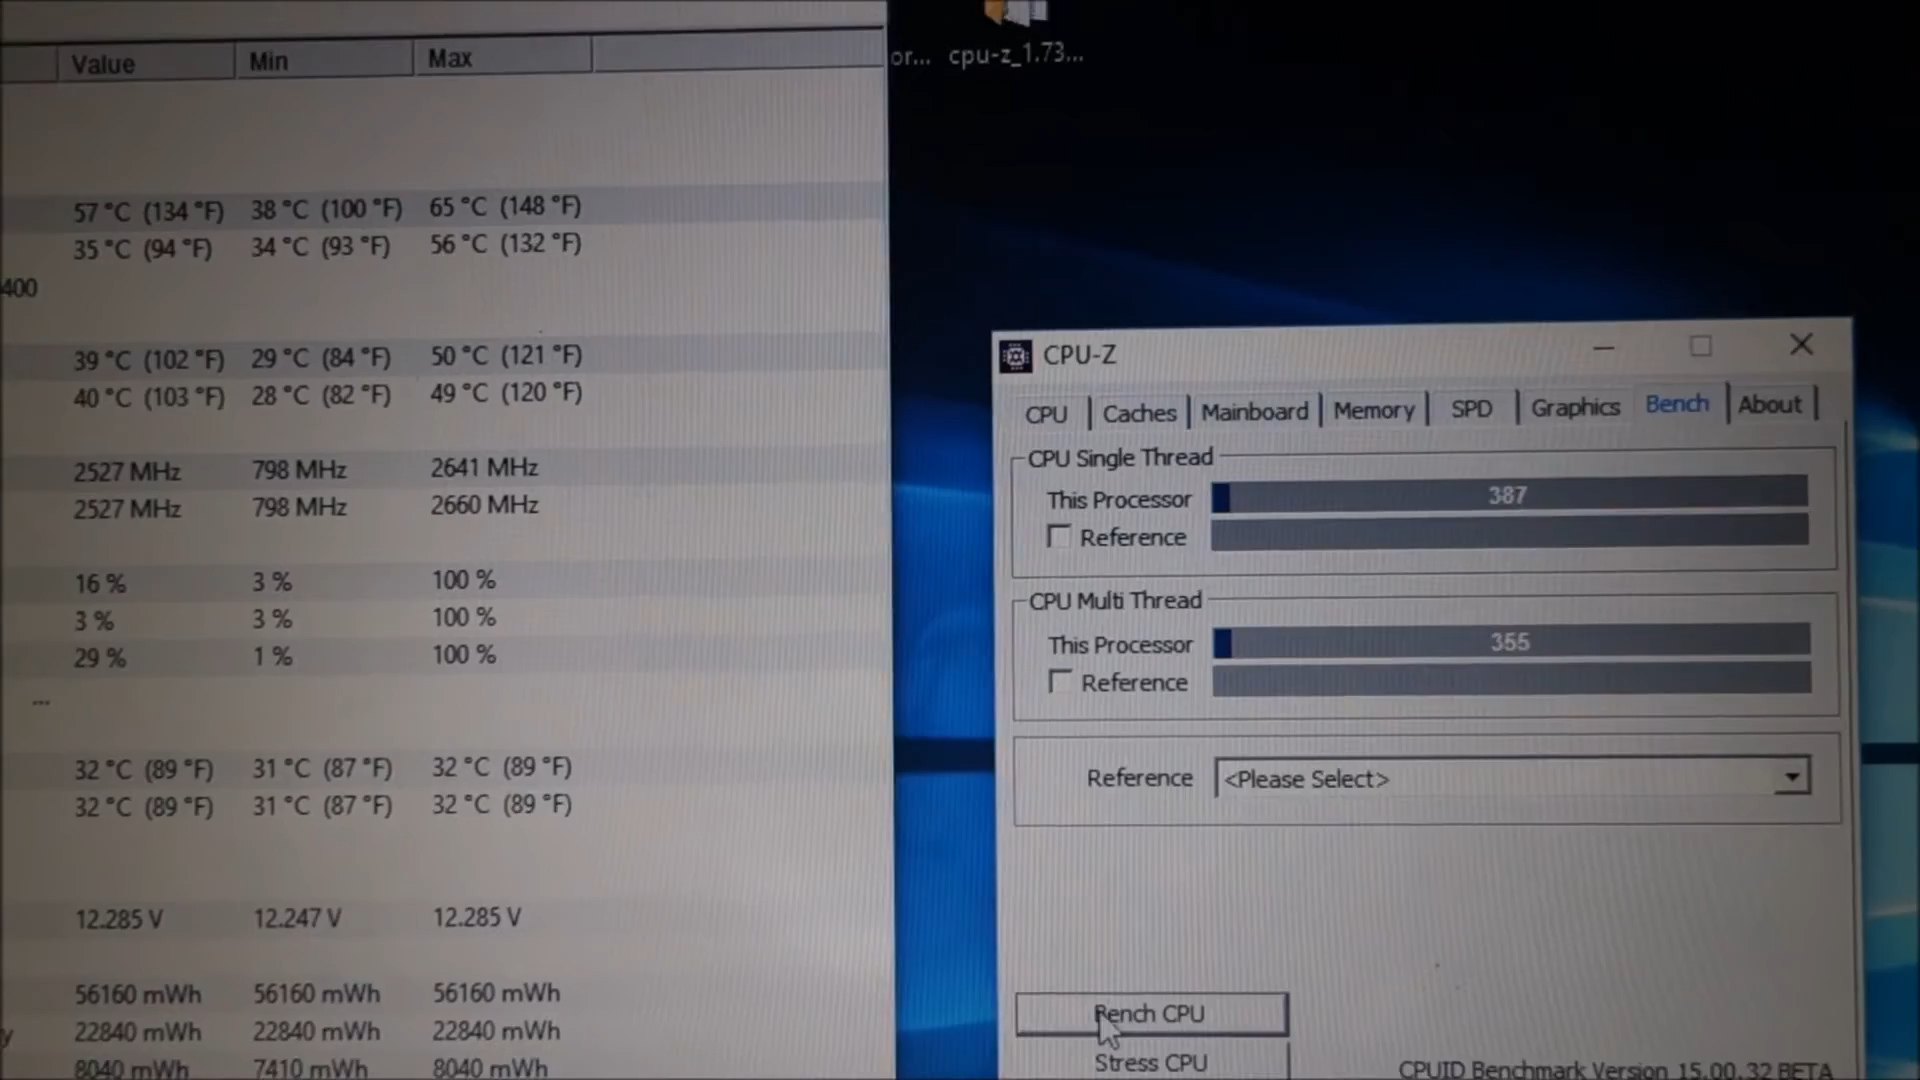 Value Min Max
57 °C (134 °F) 38 °C (100 °F) 65 °C (148 °F)
35 °C (94 °F) 34 °C (93 °F) 56 °C (132 °F)
400
39 °C (102 °F) 29 °C (84 °F) 50 °C (121 °F)
40 °C (103 °F) 28 °C (82 °F) 49 °C (120 °F)
2527 MHz 798 MHz 2641 MHz
2527 MHz 798 MHz 2660 MHz
16 % 3 % 100 %
3 % 3 % 100 %
29 % 1 % 100 %
...
32 °C (89 °F) 31 °C (87 °F) 32 °C (89 °F)
32 °C (89 °F) 31 °C (87 °F) 32 °C (89 °F)
12.285 V 12.247 V 12.285 V
56160 mWh 56160 mWh 56160 mWh
y 22840 mWh 22840 mWh 22840 mWh
8040 mWh 7410 mWh 8040 mWh
or... cpu-z_1.73...
CPU-Z
CPU Caches Mainboard Memory SPD Graphics Bench About
CPU Single Thread
This Processor 387
Reference
CPU Multi Thread
This Processor 355
Reference
Reference <Please Select>
Bench CPU
Stress CPU
CPUID Benchmark Version 15.00.32 BETA